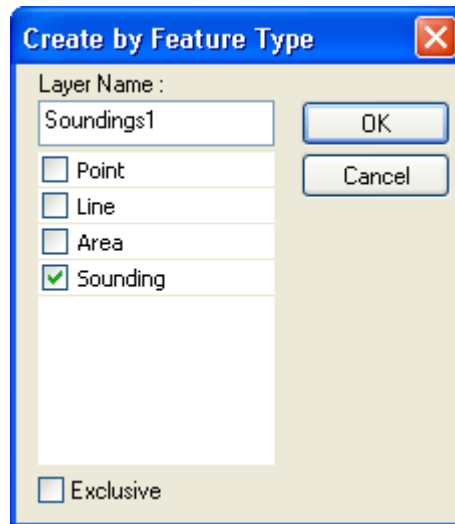 Create by Feature Type
Layer Name :
Soundings1
OK
Point
Cancel
Line
Area
Sounding
Exclusive